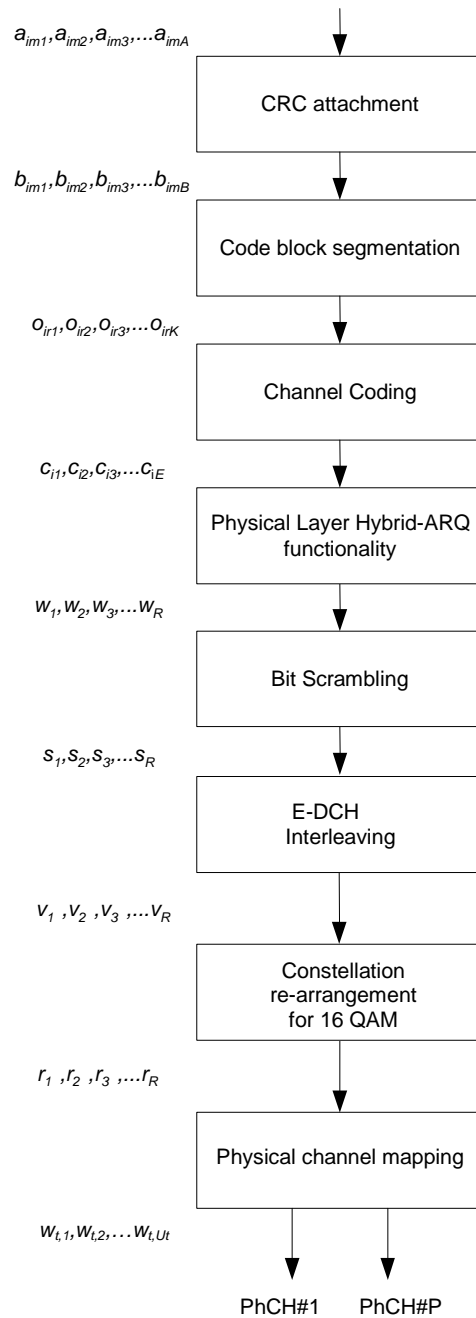 a_im1,a_im2,a_im3,...a_imA
CRC attachment
b_im1,b_im2,b_im3,...b_imB
Code block segmentation
o_ir1,o_ir2,o_ir3,...o_irK
Channel Coding
c_i1,c_i2,c_i3,...c_iE
Physical Layer Hybrid-ARQ
functionality
w_1,w_2,w_3,...w_R
Bit Scrambling
s_1,s_2,s_3,...s_R
E-DCH
Interleaving
v_1 ,v_2 ,v_3 ,...v_R
Constellation
re-arrangement
for 16 QAM
r_1 ,r_2 ,r_3 ,...r_R
Physical channel mapping
w_t,1,w_t,2,...w_t,Ut
PhCH#1 PhCH#P